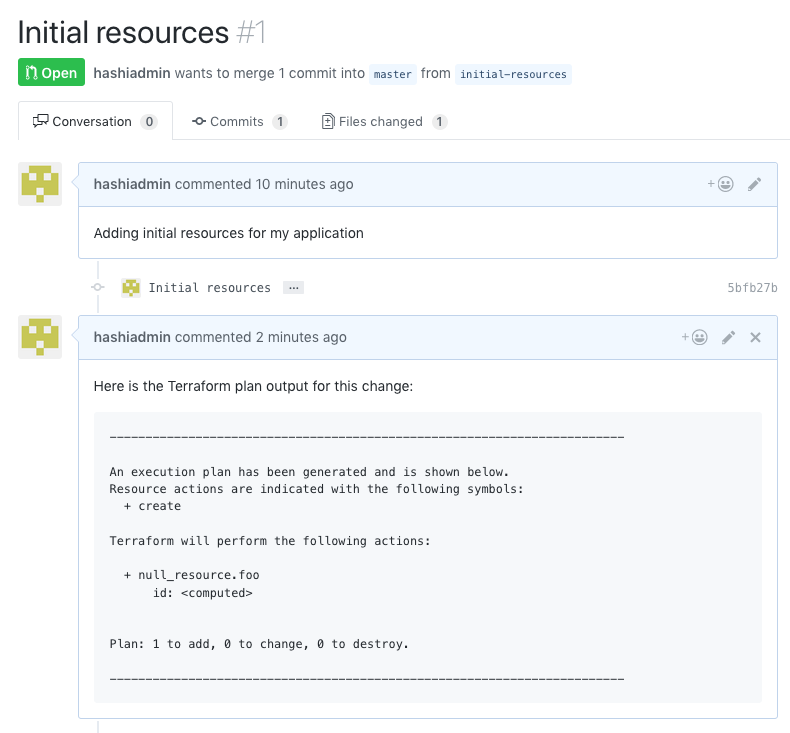 Initial resources #1
Open hashiadmin wants to merge 1 commit into master from initial-resources
Conversation 0 Commits 1 Files changed 1
hashiadmin commented 10 minutes ago
Adding initial resources for my application
Initial resources ... 5bfb27b
hashiadmin commented 2 minutes ago
Here is the Terraform plan output for this change:
------------------------------------------------------------------------
An execution plan has been generated and is shown below.
Resource actions are indicated with the following symbols:
+ create
Terraform will perform the following actions:
+ null_resource.foo
id: <computed>
Plan: 1 to add, 0 to change, 0 to destroy.
------------------------------------------------------------------------